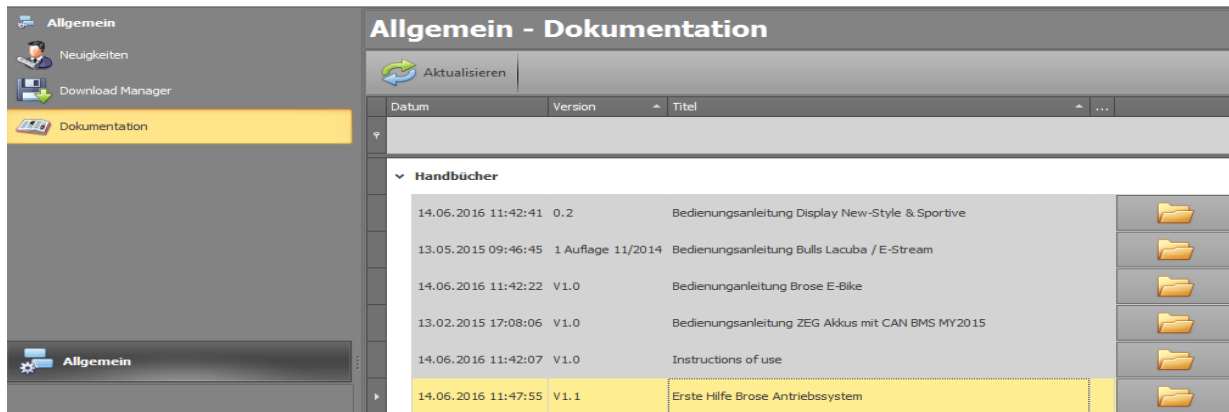 Allgemein
Neuigkeiten
Download Manager
Dokumentation
Allgemein
Allgemein - Dokumentation
Aktualisieren
Datum Version Titel ...
Handbücher
14.06.2016 11:42:41 0.2 Bedienungsanleitung Display New-Style & Sportive
13.05.2015 09:46:45 1 Auflage 11/2014 Bedienungsanleitung Bulls Lacuba / E-Stream
14.06.2016 11:42:22 V1.0 Bedienunganleitung Brose E-Bike
13.02.2015 17:08:06 V1.0 Bedienungsanleitung ZEG Akkus mit CAN BMS MY2015
14.06.2016 11:42:07 V1.0 Instructions of use
14.06.2016 11:47:55 V1.1 Erste Hilfe Brose Antriebssystem